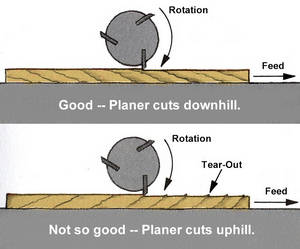 Rotation
Feed
Good -- Planer cuts downhill.
Rotation
Tear-Out
Feed
Not so good -- Planer cuts uphill.